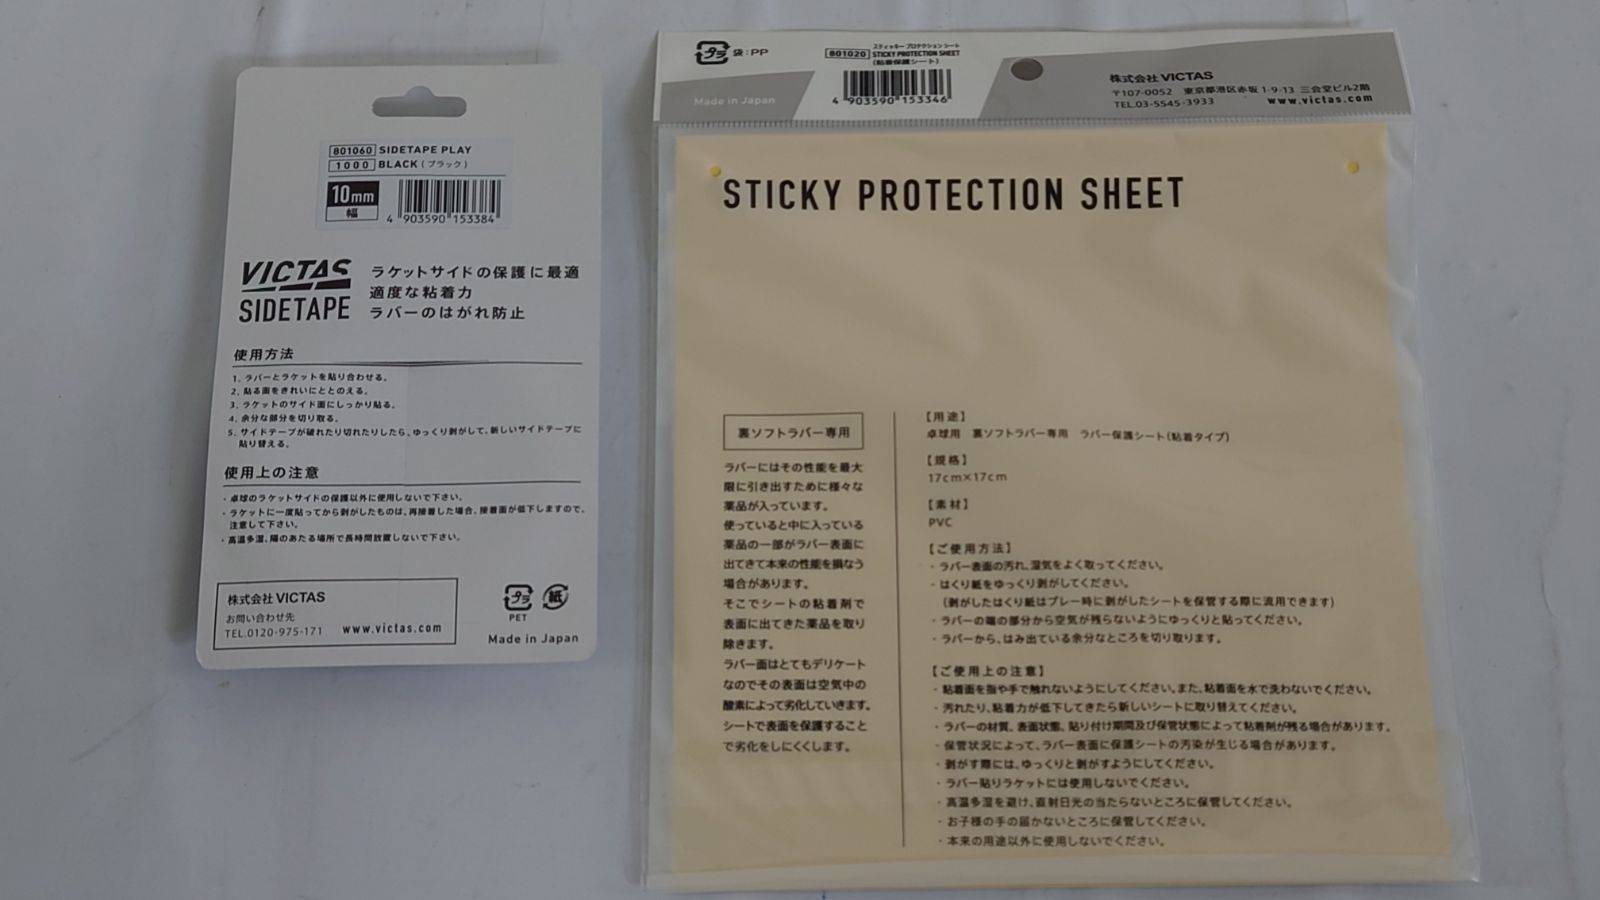 801060 SIDETAPE PLAY
1000 BLACK(ブラック)
10mm
幅
4 903590 153384
VICTAS
SIDETAPE
ラケットサイドの保護に最適
適度な粘着力
ラバーのはがれ防止
使用方法
1. ラバーとラケットを貼り合わせる。
2. 貼る面をきれいにととのえる。
3. ラケットのサイド面にしっかり貼る。
4. 余分な部分を切り取る。
5. サイドテープが破れたり切れたりしたら、ゆっくり剥がして、新しいサイドテープに
貼り替える。
使用上の注意
・卓球のラケットサイドの保護以外に使用しないで下さい。
・ラケットに一度貼ってから剥がしたものは、再接着した場合、接着面が低下しますので、
注意して下さい。
・高温多湿、陽のあたる場所で長時間放置しないで下さい。
株式会社 VICTAS
お問い合わせ先
TEL.0120-975-171 www.victas.com
プラ
PET
紙
Made in Japan
プラ 袋:PP
Made in Japan
スティッキープロテクションシート
801020 STICKY PROTECTION SHEET
(粘着保護シート)
4 903590 153346
株式会社 VICTAS
〒107-0052 東京都港区赤坂1-9-13 三会堂ビル2階
TEL.03-5545-3933 www.victas.com
STICKY PROTECTION SHEET
裏ソフトラバー専用
ラバーにはその性能を最大
限に引き出すために様々な
薬品が入っています。
使っていると中に入っている
薬品の一部がラバー表面に
出てきて本来の性能を損なう
場合があります。
そこでシートの粘着剤で
表面に出てきた薬品を取り
除きます。
ラバー面はとてもデリケート
なのでその表面は空気中の
酸素によって劣化していきます。
シートで表面を保護すること
で劣化をしにくくします。
【用途】
卓球用 裏ソフトラバー専用 ラバー保護シート(粘着タイプ)
【規格】
17cm×17cm
【素材】
PVC
【ご使用方法】
・ラバー表面の汚れ、湿気をよく取ってください。
・はくり紙をゆっくり剥がしてください。
(剥がしたはくり紙はプレー時に剥がしたシートを保管する際に流用できます)
・ラバーの端の部分から空気が残らないようにゆっくりと貼ってください。
・ラバーから、はみ出ている余分なところを切り取ります。
【ご使用上の注意】
・粘着面を指や手で触れないようにしてください。また、粘着面を水で洗わないでください。
・汚れたり、粘着力が低下してきたら新しいシートに取り替えてください。
・ラバーの材質、表面状態、貼り付け期間及び保管状態によって粘着剤が残る場合があります。
・保管状況によって、ラバー表面に保護シートの汚染が生じる場合があります。
・剥がす際には、ゆっくりと剥がすようにしてください。
・ラバー貼りラケットには使用しないでください。
・高温多湿を避け、直射日光の当たらないところに保管してください。
・お子様の手の届かないところに保管してください。
・本来の用途以外に使用しないでください。